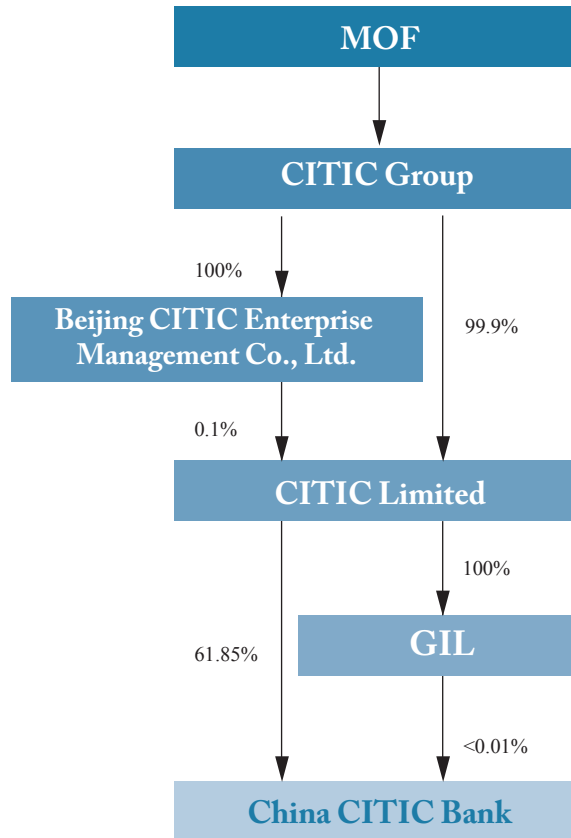 MOF
CITIC Group
100%
Beijing CITIC Enterprise
Management Co., Ltd.
99.9%
0.1%
CITIC Limited
100%
GIL
61.85%
<0.01%
China CITIC Bank